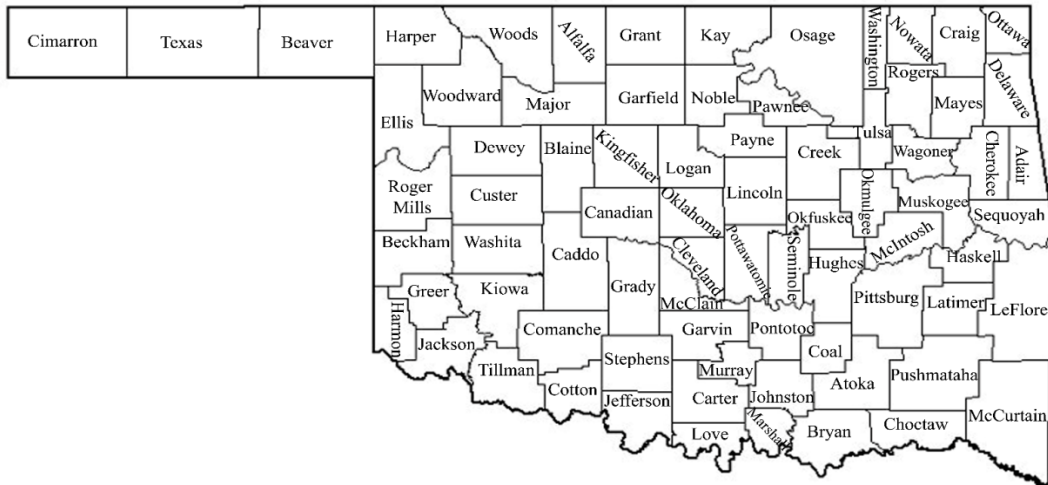 Cimarron
Texas
Beaver
Harper
Woods
Alfalfa
Grant
Kay
Osage
Washington
Nowata
Craig
Ottawa
Woodward
Major
Garfield
Noble
Pawnee
Rogers
Mayes
Delaware
Ellis
Dewey
Blaine
Kingfisher
Logan
Payne
Creek
ulsa
Wagoner
Cherokee
Adair
Roger
Mills
Custer
Canadian
Oklahoma
Lincoln
Okfuskee
Okmulgee
Muskogee
Sequoyah
Beckham
Washita
Caddo
Grady
Cleveland
Pottawatomie
Seminole
Hughes
McIntosh
Haskell
Greer
Kiowa
McClain
Pittsburg
Latimer
LeFlore
Harmon
Jackson
Comanche
Garvin
Pontotoc
Coal
Tillman
Stephens
Murray
Atoka
Pushmataha
Cotton
Jefferson
Carter
Johnston
McCurtain
Love
Marshall
Bryan
Choctaw